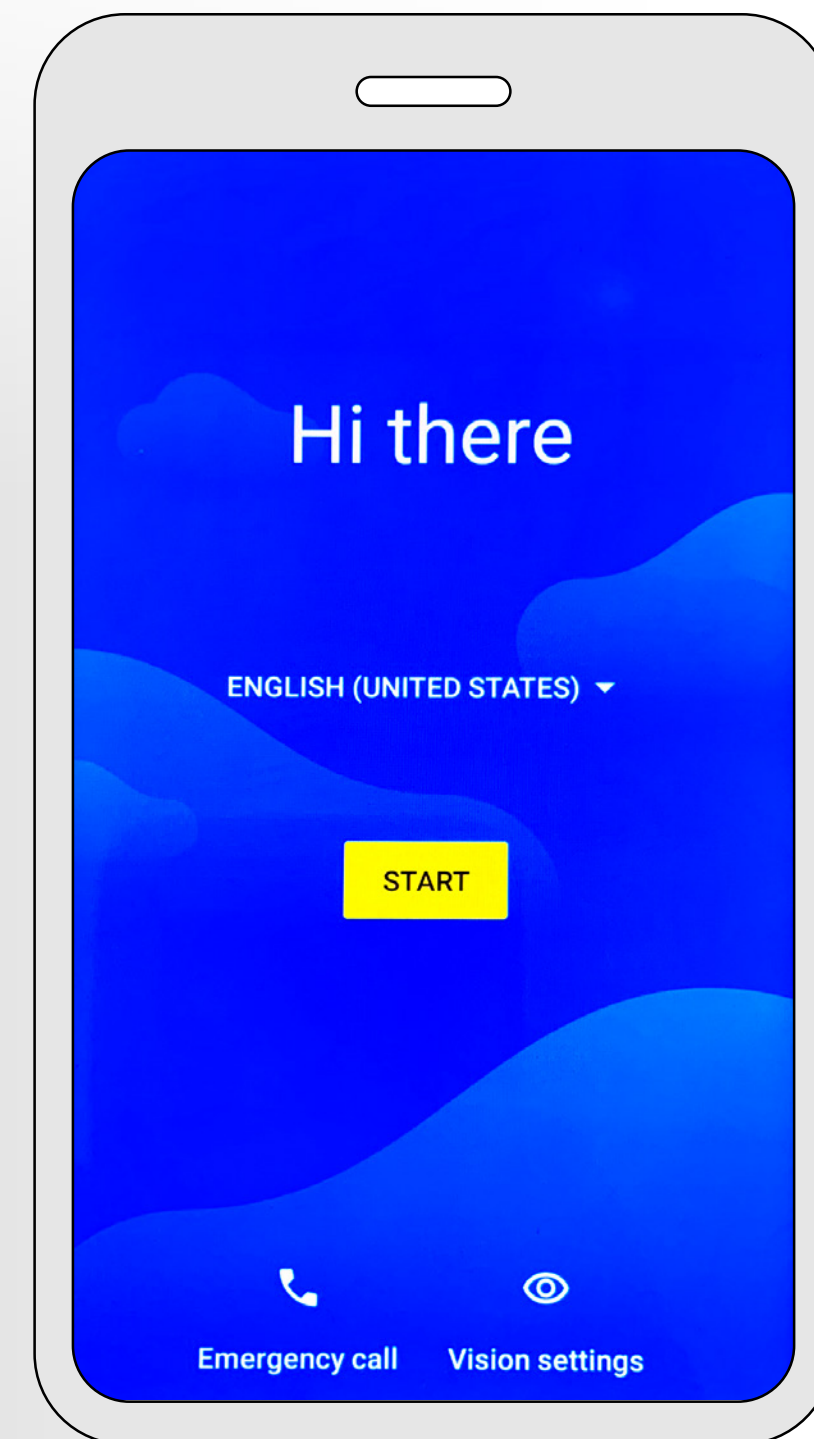 Hi there
ENGLISH (UNITED STATES)
START
Emergency call
Vision settings